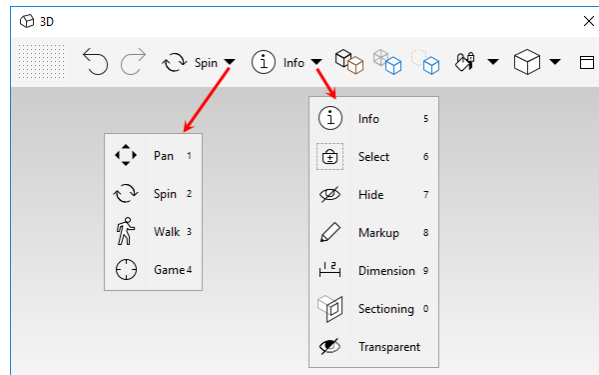 3D
Spin
Info
Info 5
Select 6
Hide 7
Markup 8
Dimension 9
Sectioning 0
Transparent
Pan 1
Spin 2
Walk 3
Game 4